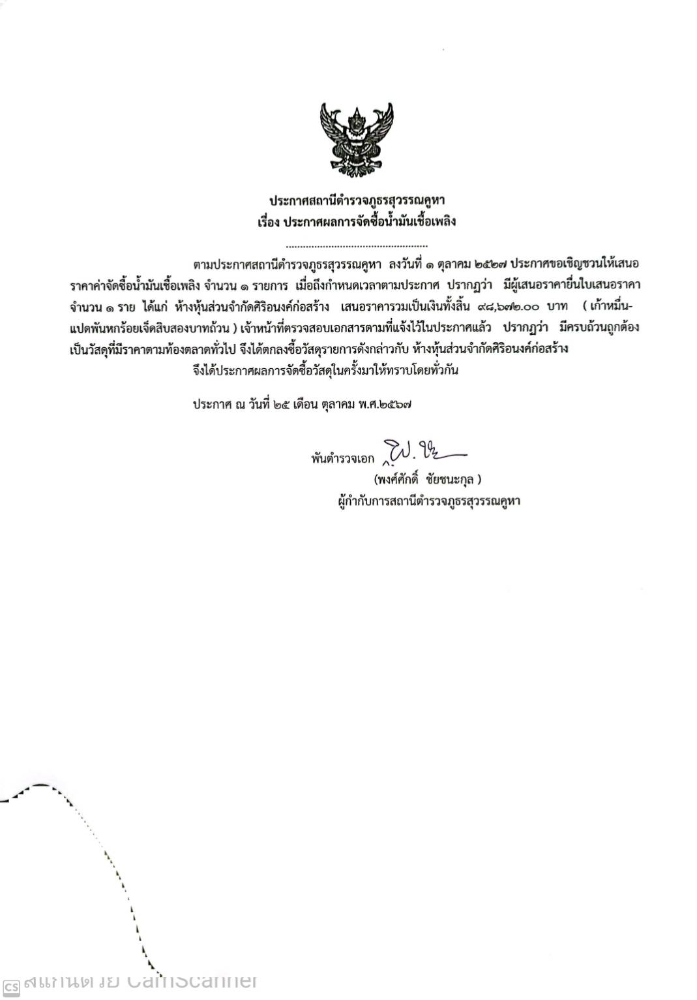 ประกาศสถานีตำรวจภูธรสุวรรณคูหา
เรื่อง ประกาศผลการจัดซื้อน้ำมันเชื้อเพลิง
ตามประกาศสถานีตำรวจภูธรสุวรรณคูหา ลงวันที่ ๑ ตุลาคม ๒๕๒๗ ประกาศขอเชิญชวนให้เสนอ
ราคาค่าจัดซื้อน้ำมันเชื้อเพลิง จำนวน ๑ รายการ เมื่อถึงกำหนดเวลาตามประกาศ ปรากฏว่า มีผู้เสนอราคายื่นใบเสนอราคา
จำนวน ๑ ราย ได้แก่ ห้างหุ้นส่วนจำกัดศิริอนงค์ก่อสร้าง เสนอราคารวมเป็นเงินทั้งสิ้น ๙๘,๖๗๒.๐๐ บาท ( เก้าหมื่น-
แปดพันหกร้อยเจ็ดสิบสองบาทถ้วน ) เจ้าหน้าที่ตรวจสอบเอกสารตามที่แจ้งไว้ในประกาศแล้ว ปรากฏว่า มีครบถ้วนถูกต้อง
เป็นวัสดุที่มีราคาตามท้องตลาดทั่วไป จึงได้ตกลงซื้อวัสดุรายการดังกล่าวกับ ห้างหุ้นส่วนจำกัดศิริอนงค์ก่อสร้าง
จึงได้ประกาศผลการจัดซื้อวัสดุในครั้งมาให้ทราบโดยทั่วกัน
ประกาศ ณ วันที่ ๒๕ เดือน ตุลาคม พ.ศ.๒๕๖๗
พันตำรวจเอก
(พงศ์ศักดิ์ ชัยชนะกุล )
ผู้กำกับการสถานีตำรวจภูธรสุวรรณคูหา
CS สแกนด้วย CamScanner